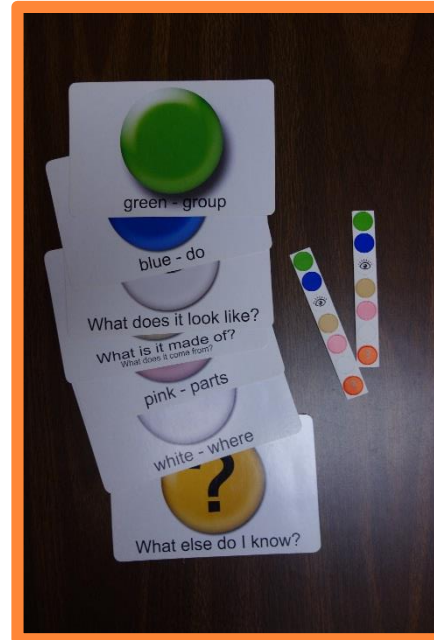 green - group
blue - do
What does it look like?
What is it made of?
What does it come from?
pink - parts
white - where
?
What else do I know?